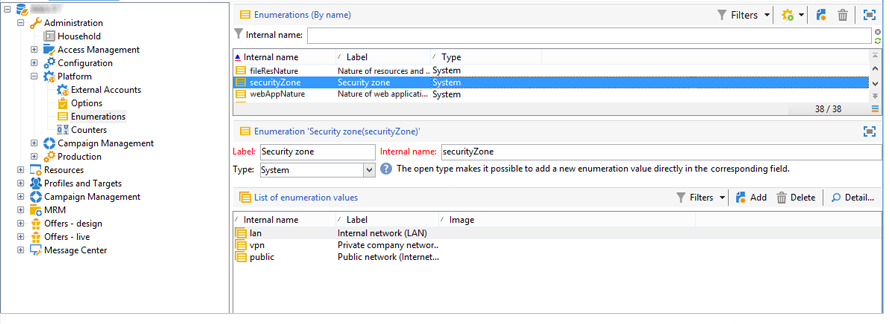 Administration
Household
Access Management
Configuration
Platform
External Accounts
Options
Enumerations
Counters
Campaign Management
Production
Resources
Profiles and Targets
Campaign Management
MRM
Offers - design
Offers - live
Message Center
Enumerations (By name) Filters
Internal name:
Internal name Label Type
fileResNature Nature of resources and .. System
securityZone Security zone System
webAppNature Nature of web applicati... System
38 / 38
Enumeration 'Security zone(securityZone)'
Label: Security zone Internal name: securityZone
Type: System The open type makes it possible to add a new enumeration value directly in the corresponding field.
List of enumeration values Filters Add Delete Detail...
Internal name Label Image
lan Internal network (LAN)
vpn Private company networ..
public Public network (Internet...